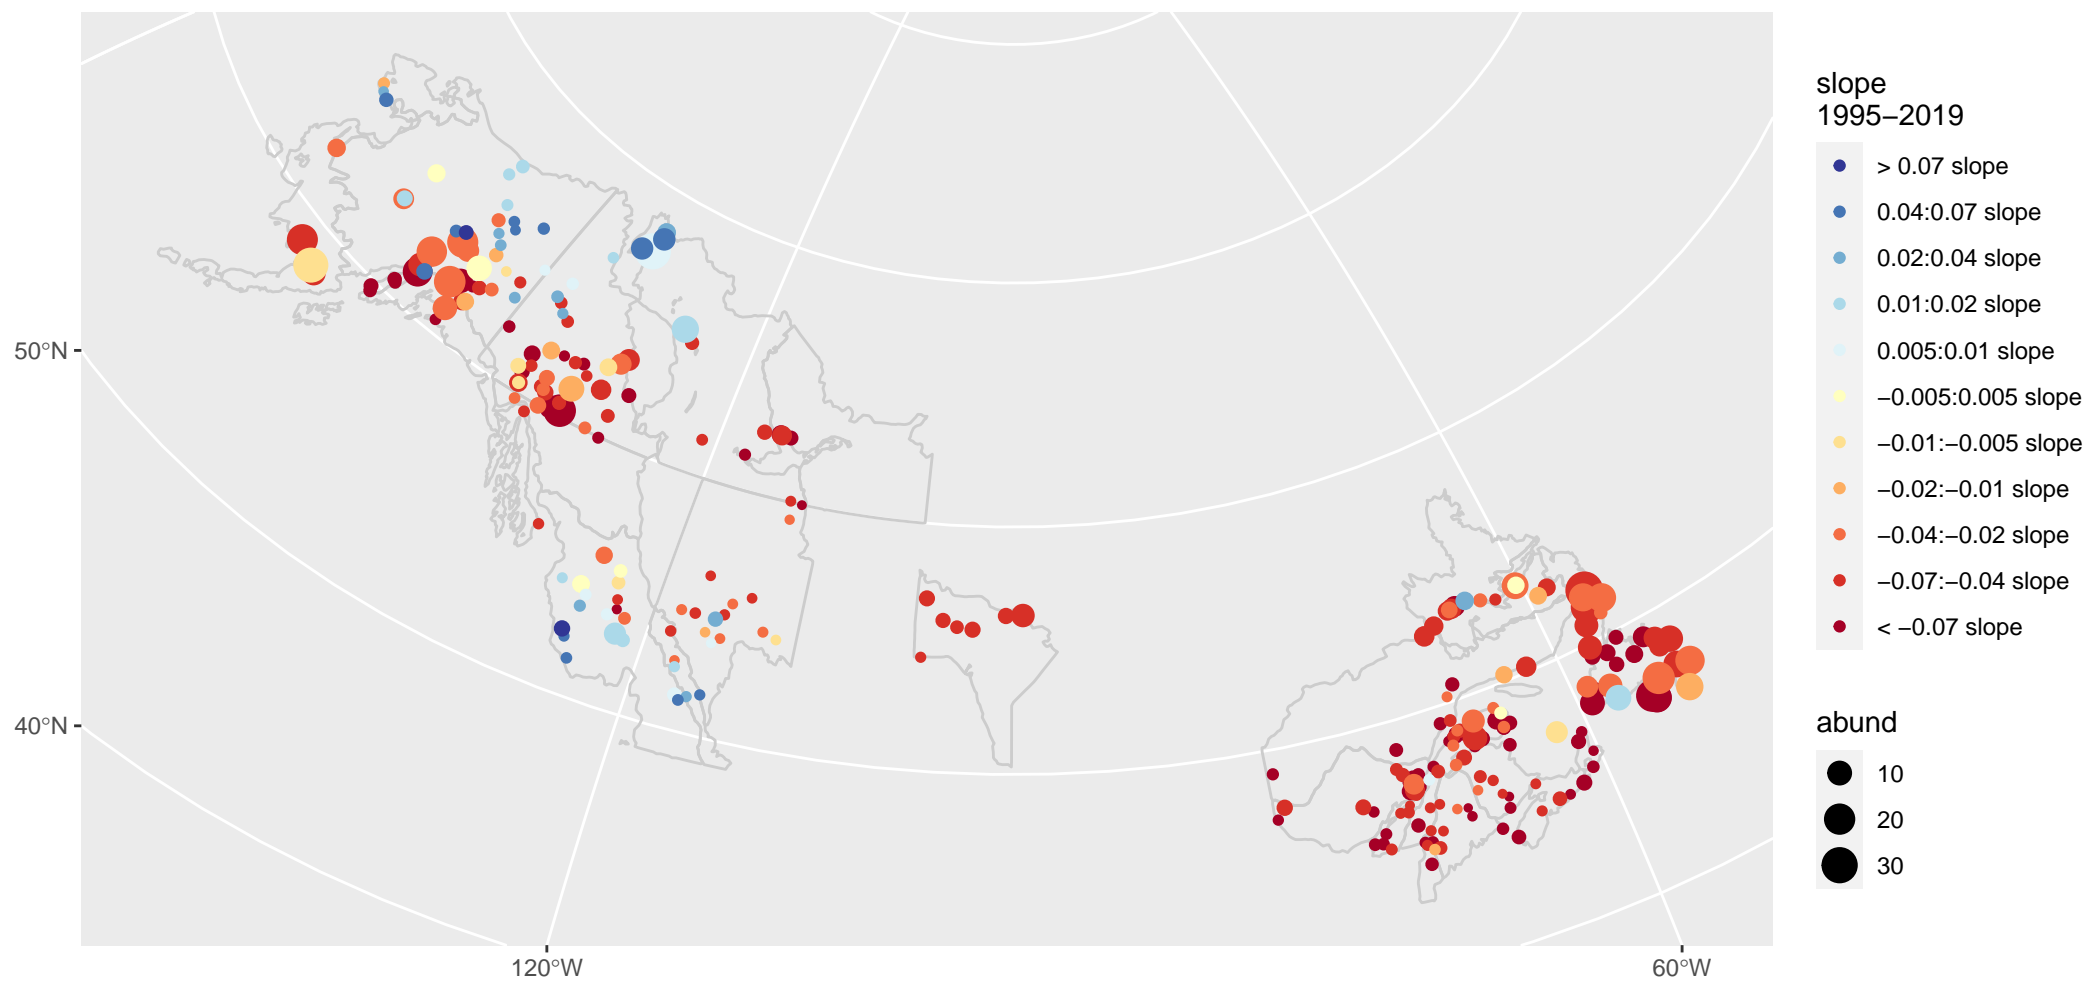 50°N
40°N
120°W
60°W
slope
1995−2019
> 0.07 slope
0.04:0.07 slope
0.02:0.04 slope
0.01:0.02 slope
0.005:0.01 slope
−0.005:0.005 slope
−0.01:−0.005 slope
−0.02:−0.01 slope
−0.04:−0.02 slope
−0.07:−0.04 slope
< −0.07 slope
abund
10
20
30